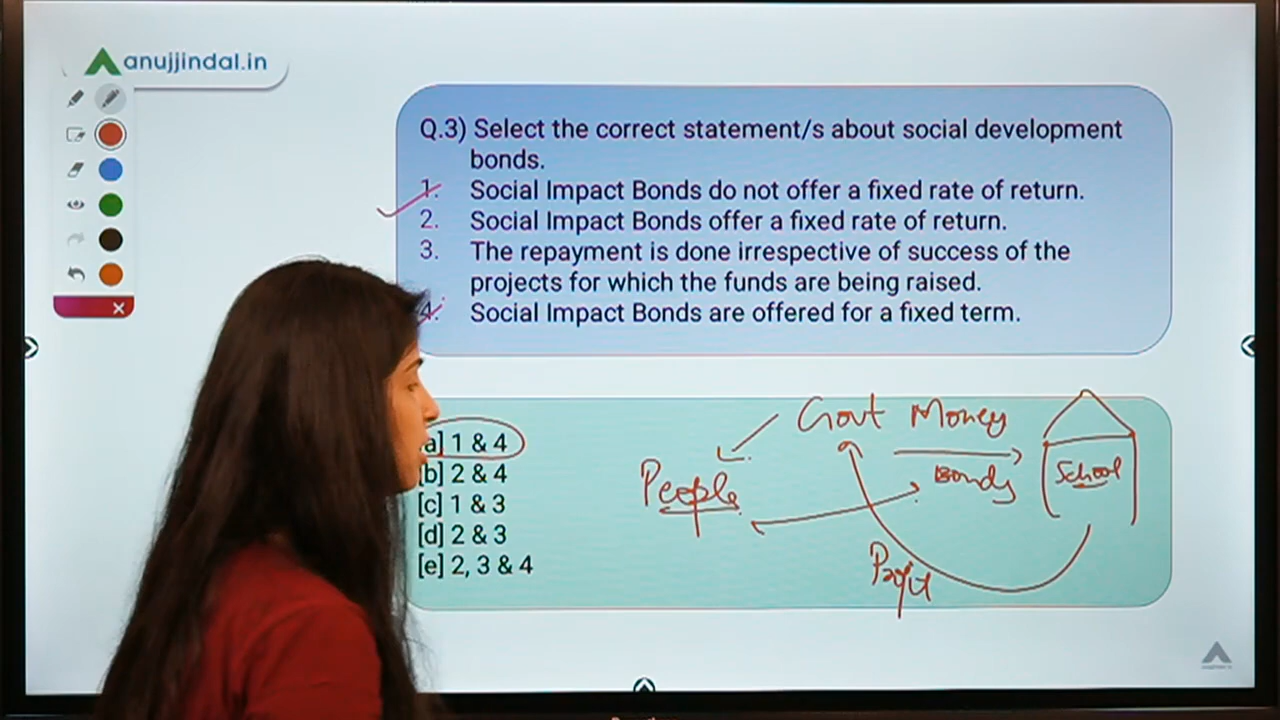 anujjindal.in
Q.3) Select the correct statement/s about social development
bonds.
1. Social Impact Bonds do not offer a fixed rate of return.
2. Social Impact Bonds offer a fixed rate of return.
3. The repayment is done irrespective of success of the
projects for which the funds are being raised.
4. Social Impact Bonds are offered for a fixed term.
a] 1 & 4
[b] 2 & 4
[c] 1 & 3
[d] 2 & 3
[e] 2, 3 & 4
Govt Money
People
Bonds
School
Profit